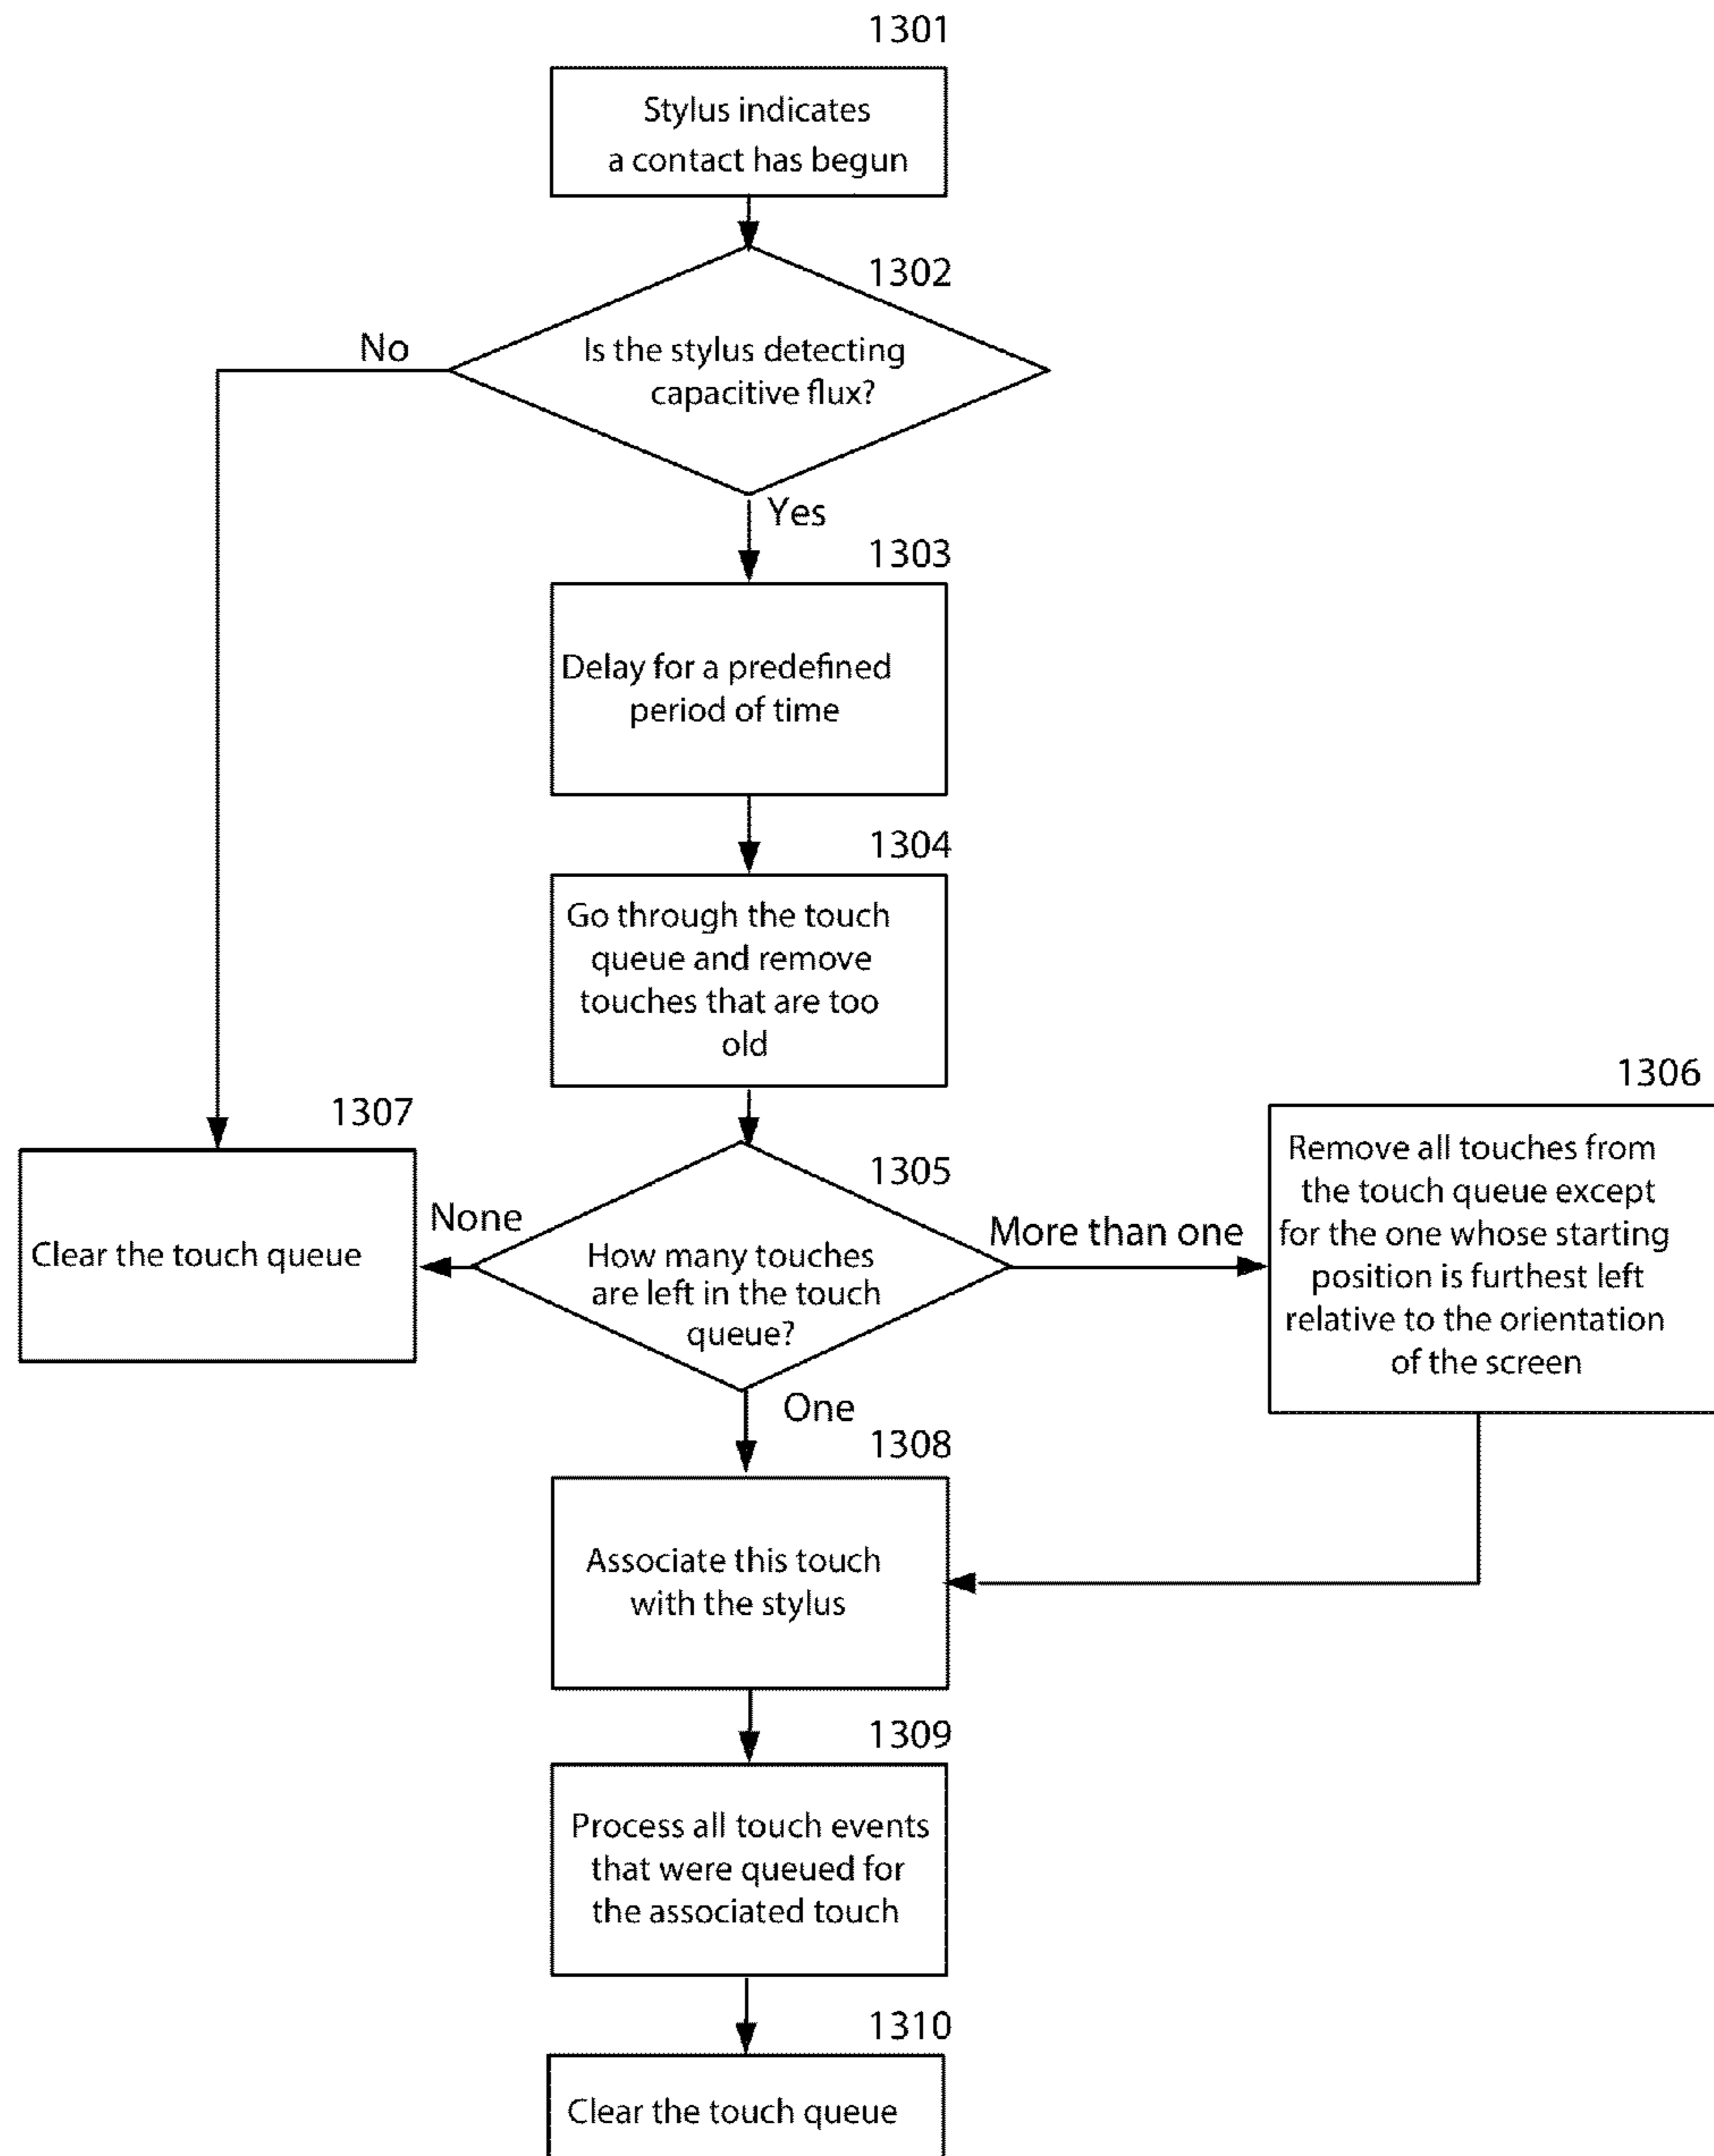 1301
Stylus indicates
a contact has begun
1302
No
Is the stylus detecting
capacitive flux?
Yes
1303
Delay for a predefined
period of time
1304
Go through the touch
queue and remove
touches that are too
old
1307
Clear the touch queue
1305
None
How many touches
are left in the touch
queue?
More than one
1306
Remove all touches from
the touch queue except
for the one whose starting
position is furthest left
relative to the orientation
of the screen
One
1308
Associate this touch
with the stylus
1309
Process all touch events
that were queued for
the associated touch
1310
Clear the touch queue